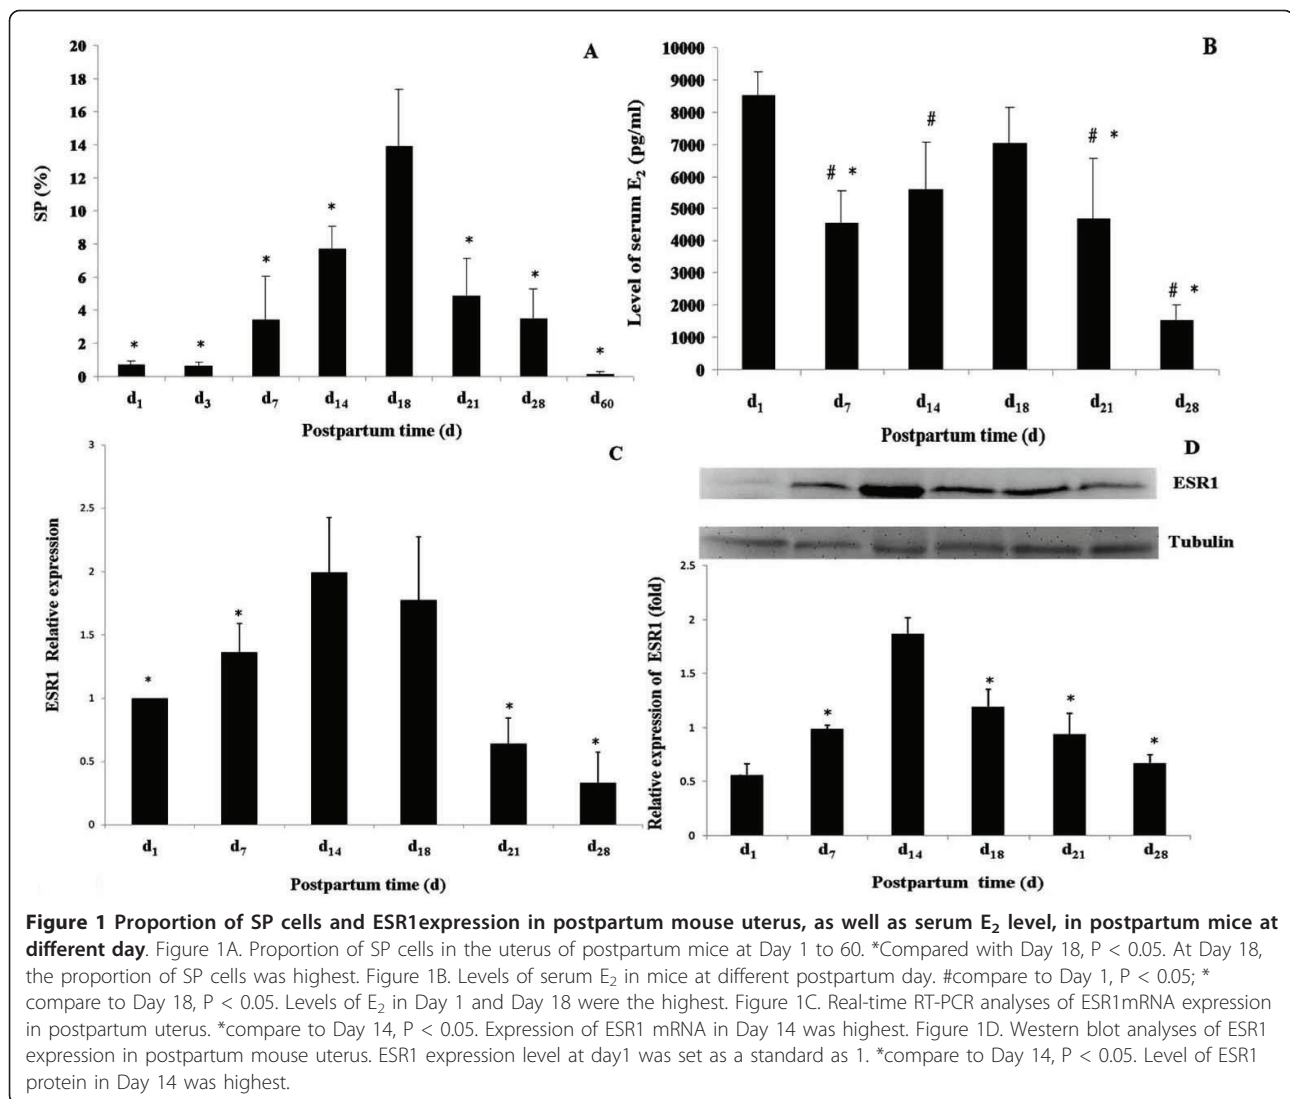 A
20
18
16
14
12
10
8
6
4
2
0
SP (%)
*
*
*
*
*
*
*
d1 d3 d7 d14 d18 d21 d28 d60
Postpartum time (d)
B
10000
9000
8000
7000
6000
5000
4000
3000
2000
1000
0
Level of serum E2 (pg/ml)
# *
#
# *
# *
d1 d7 d14 d18 d21 d28
Postpartum time (d)
C
3
2.5
2
1.5
1
0.5
0
ESR1 Relative expression
*
*
*
*
d1 d7 d14 d18 d21 d28
Postpartum time (d)
D
ESR1
Tubulin
2.5
2
1.5
1
0.5
0
Relative expression of ESR1 (fold)
*
*
*
*
d1 d7 d14 d18 d21 d28
Postpartum time (d)
Figure 1 Proportion of SP cells and ESR1expression in postpartum mouse uterus, as well as serum E2 level, in postpartum mice at
different day. Figure 1A. Proportion of SP cells in the uterus of postpartum mice at Day 1 to 60. *Compared with Day 18, P < 0.05. At Day 18,
the proportion of SP cells was highest. Figure 1B. Levels of serum E2 in mice at different postpartum day. #compare to Day 1, P < 0.05; *
compare to Day 18, P < 0.05. Levels of E2 in Day 1 and Day 18 were the highest. Figure 1C. Real-time RT-PCR analyses of ESR1mRNA expression
in postpartum uterus. *compare to Day 14, P < 0.05. Expression of ESR1 mRNA in Day 14 was highest. Figure 1D. Western blot analyses of ESR1
expression in postpartum mouse uterus. ESR1 expression level at day1 was set as a standard as 1. *compare to Day 14, P < 0.05. Level of ESR1
protein in Day 14 was highest.